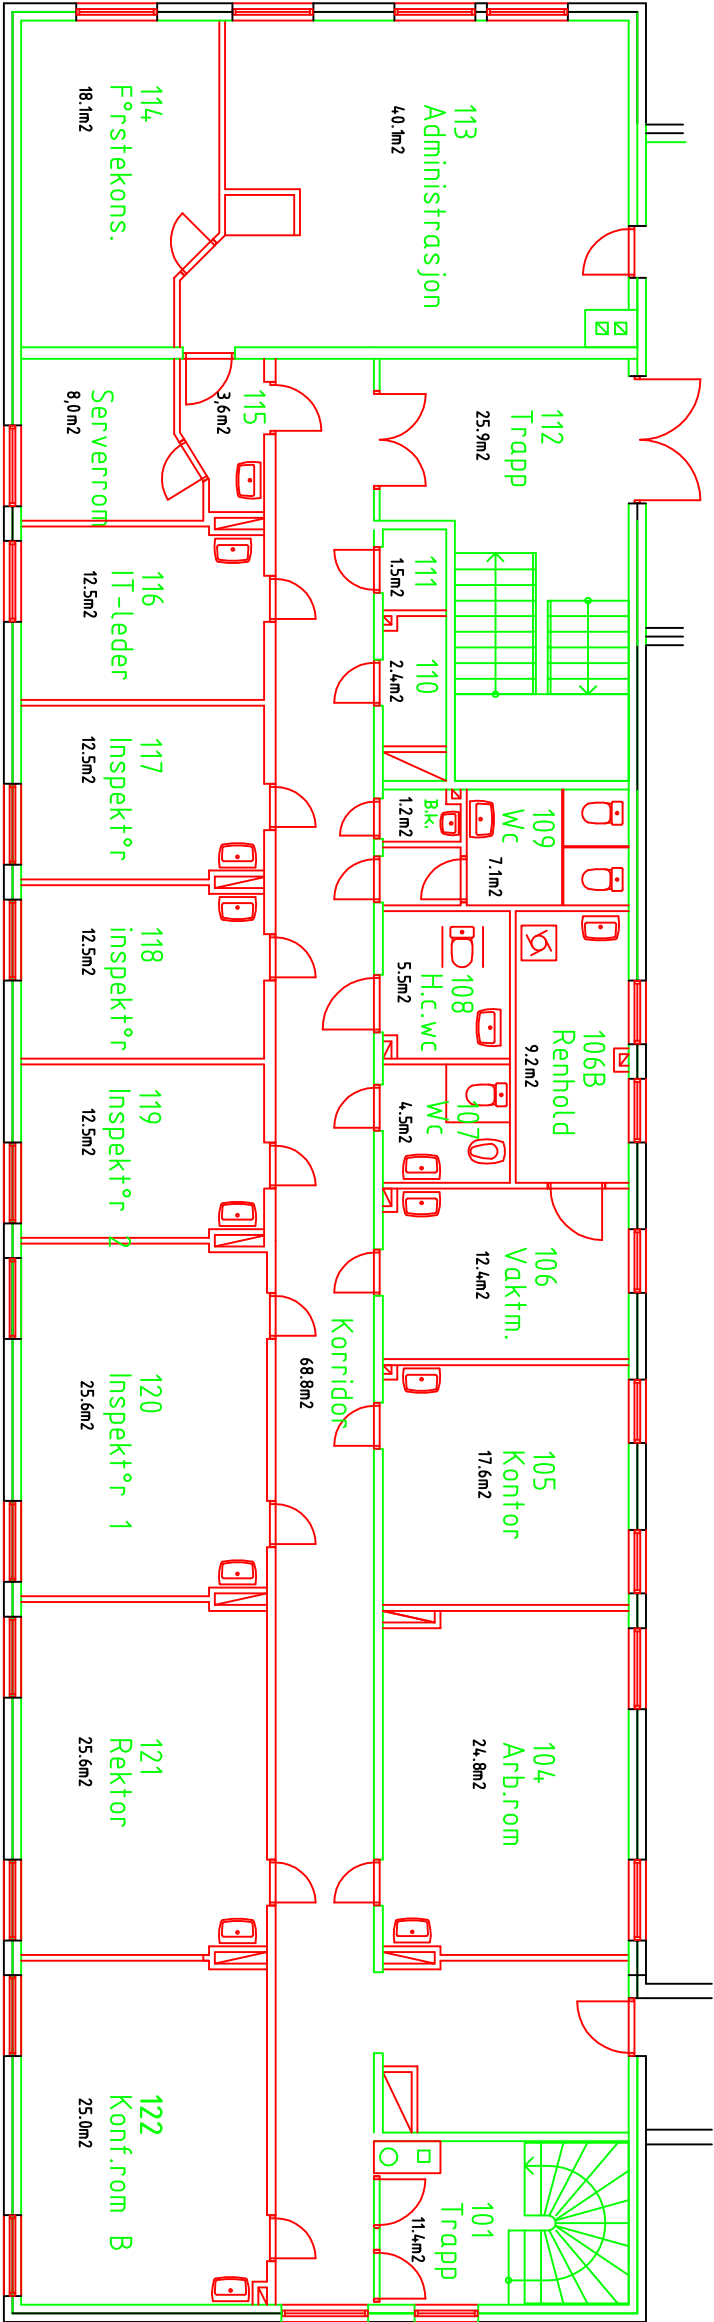 114
F°rstekons.
18.1m2
113
Administrasjon
40.1m2
115
3,6m2
Serverrom
8,0m2
112
Trapp
25.9m2
116
IT-leder
12.5m2
111
1.5m2
110
2.4m2
117
Inspekt°r
12.5m2
B.k.
1.2m2
109
Wc
7.1m2
118
inspekt°r
12.5m2
108
H.c.wc
5.5m2
106B
Renhold
9.2m2
119
Inspekt°r 2
12.5m2
107
Wc
4.5m2
106
Vaktm.
12.4m2
Korridor
68.8m2
120
Inspekt°r 1
25.6m2
105
Kontor
17.6m2
121
Rektor
25.6m2
104
Arb.rom
24.8m2
122
Konf.rom B
25.0m2
101
Trapp
11.4m2